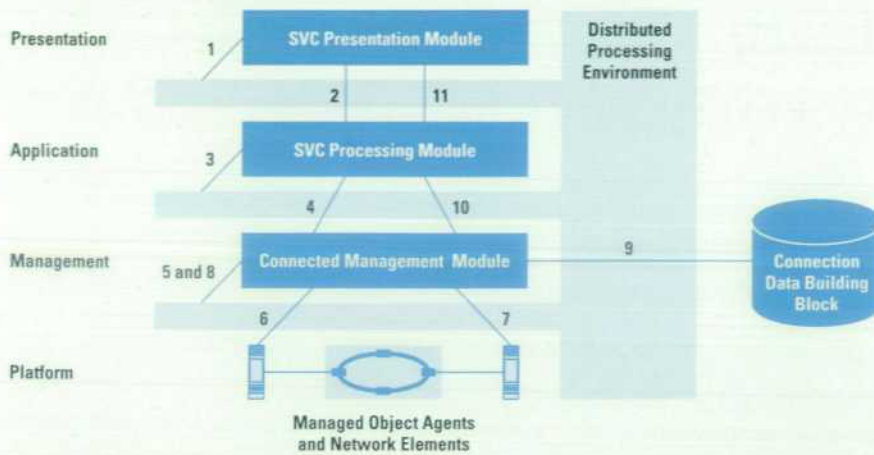 Presentation
1
SVC Presentation Module
Distributed
Processing
Environment
2
11
Application
3
SVC Processing Module
4
10
Management
5 and 8
Connected Management Module
9
Connection
Data Building
Block
6
7
Platform
Managed Object Agents
and Network Elements